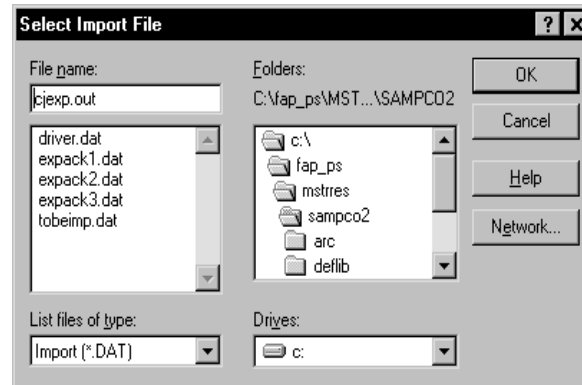 Select Import File
File name:
cjexp.out
driver.dat
expack1.dat
expack2.dat
expack3.dat
tobeimp.dat
List files of type:
Import (*.DAT)
Folders:
C:\fap_ps\MST...\SAMPCO2
c:\
fap_ps
mstrres
sampco2
arc
deflib
Drives:
c:
OK
Cancel
Help
Network...